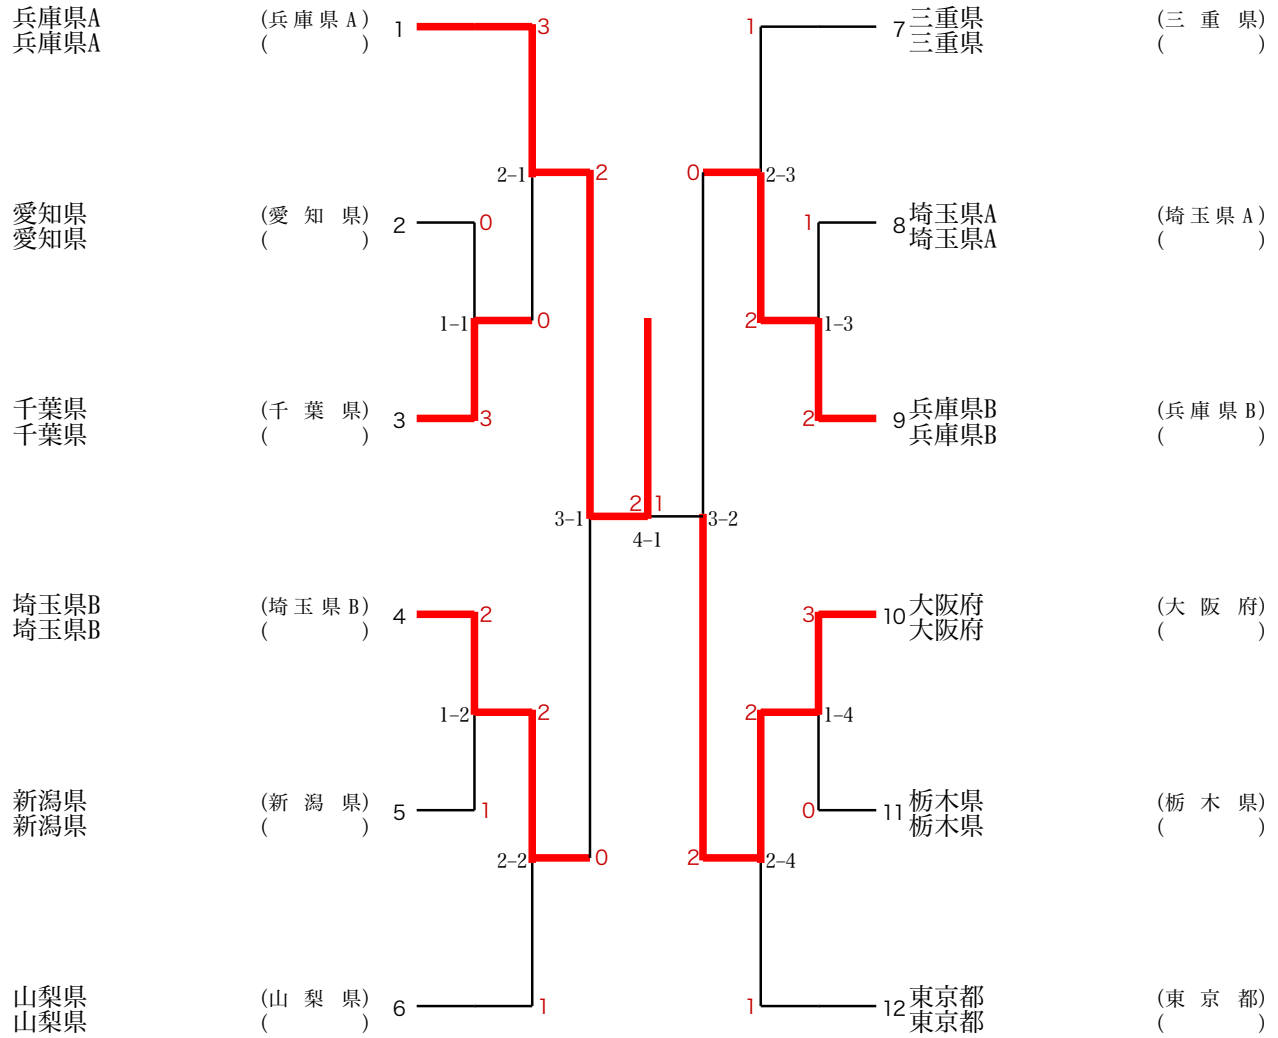 兵庫県A (兵庫県A) 1 3
兵庫県A ( )
2-1 2
愛知県 (愛知県) 2 0
愛知県 ( )
1-1 0
千葉県 (千葉県) 3 3
千葉県 ( )
3-1 2 1
4-1
埼玉県B (埼玉県B) 4 2
埼玉県B ( )
1-2 2
新潟県 (新潟県) 5 1
新潟県 ( )
2-2 0
山梨県 (山梨県) 6 1
山梨県 ( )
1 7 三重県 (三重県)
三重県 ( )
0 2-3
1 8 埼玉県A (埼玉県A)
埼玉県A ( )
2 1-3
2 9 兵庫県B (兵庫県B)
兵庫県B ( )
3-2
3 10 大阪府 (大阪府)
大阪府 ( )
2 1-4
0 11 栃木県 (栃木県)
栃木県 ( )
2 2-4
1 12 東京都 (東京都)
東京都 ( )